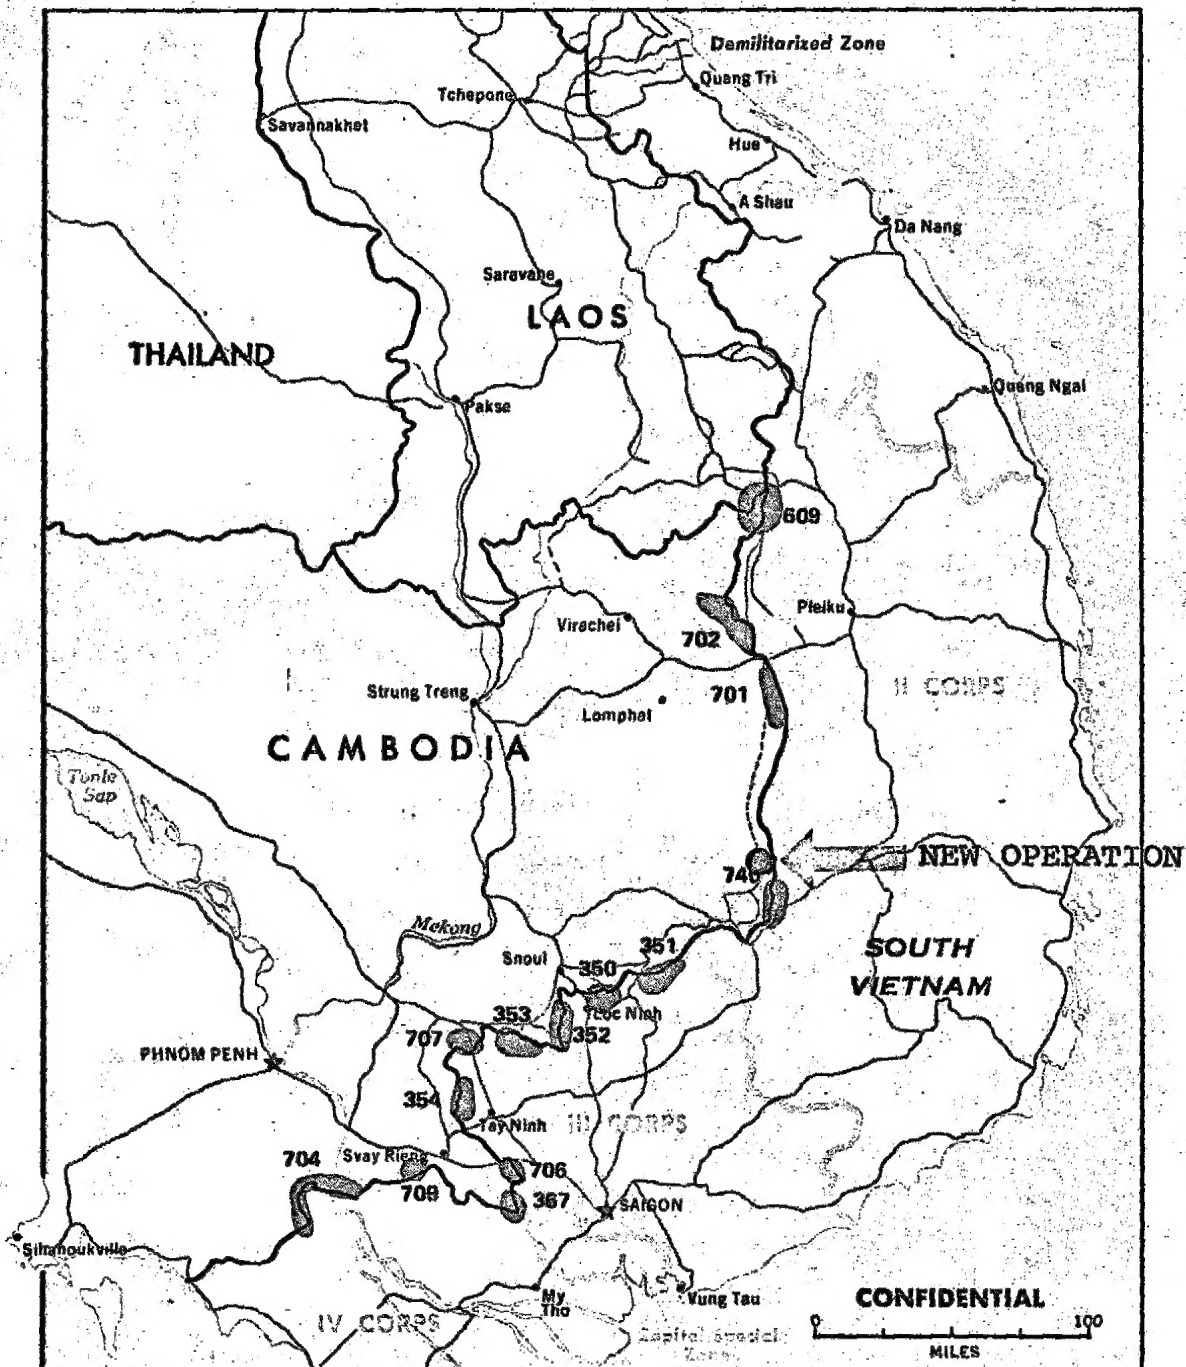 Demilitarized Zone
Quang Tri
Tchepone
Savannakhet
Hue
A Shau
Da Nang
Saravane
LAOS
THAILAND
Quang Ngai
Pakse
609
Pleiku
Virachei
702
II CORPS
Strung Treng
701
Lomphat
CAMBODIA
Tonle
Sap
NEW OPERATION
740
Mekong
351
SOUTH
VIETNAM
Snoul
350
353
Loc Ninh
707
352
PHNOM PENH
354
Tay Ninh
III CORPS
704
Svay Rieng
706
709
367
SAIGON
Sihanoukville
My
Tho
Vung Tau
CONFIDENTIAL
IV CORPS
Capital Special
Zone
0 100
MILES